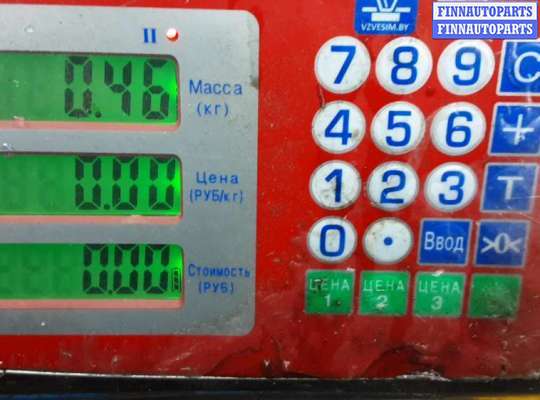 FINNAUTOPARTS
FINNAUTOPARTS
VZVESIM.BY
II
0.46
Масса
(кг)
0.00
Цена
(РУБ/кг)
0.00
Стоимость
(РУБ)
7 8 9 C
4 5 6
1 2 3 T
0 . Ввод >0<
ЦЕНА 1
ЦЕНА 2
ЦЕНА 3